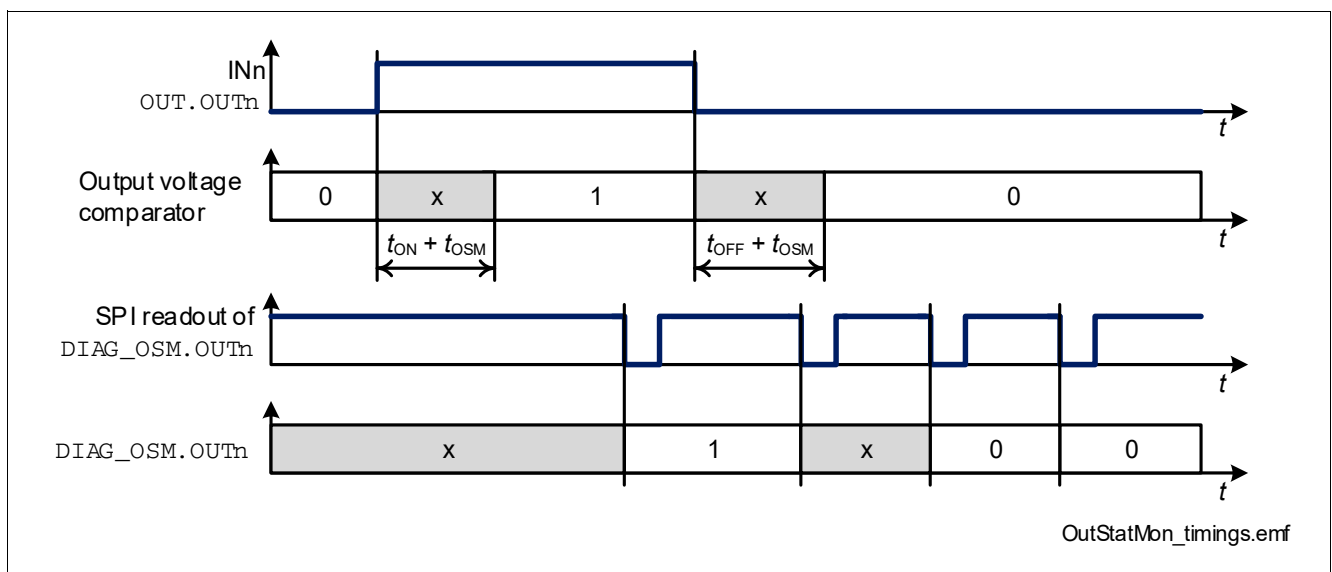 INn
OUT.OUTn
t
Output voltage
comparator
0 x 1 x 0
t
tON + tOSM tOFF + tOSM
SPI readout of
DIAG_OSM.OUTn
t
DIAG_OSM.OUTn
x 1 x 0 0
t
OutStatMon_timings.emf